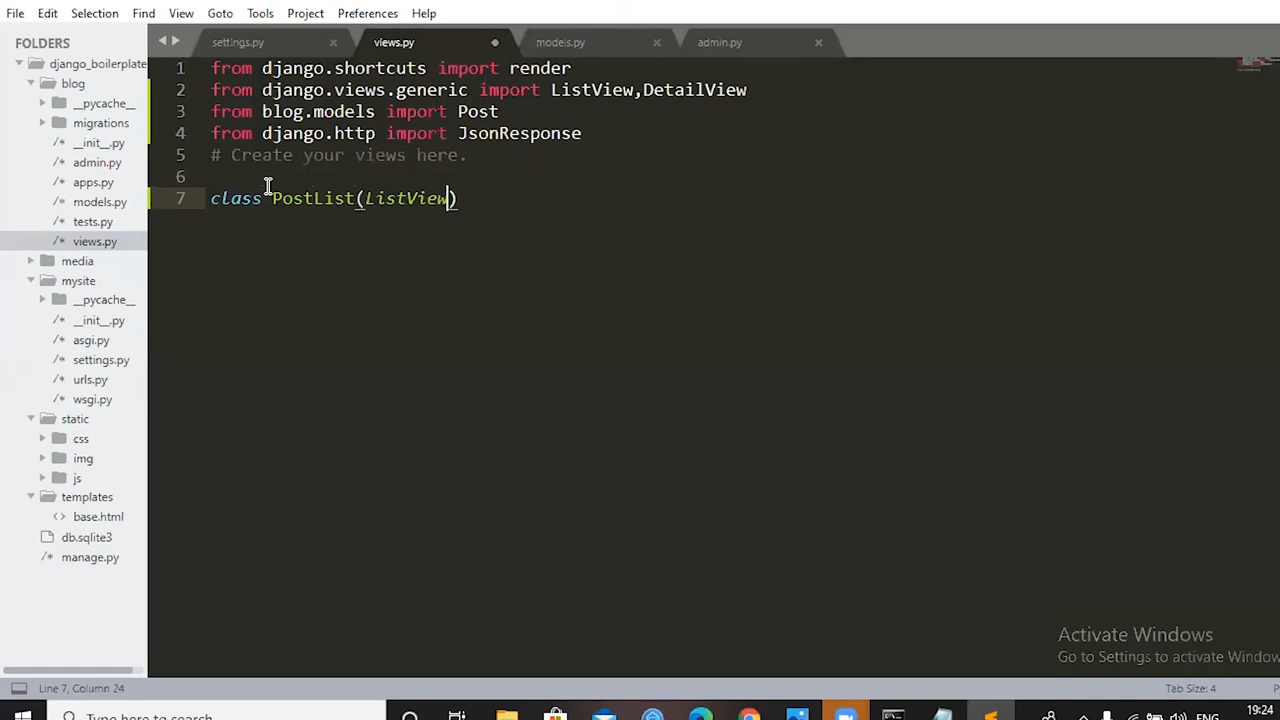 File Edit Selection Find View Goto Tools Project Preferences Help
FOLDERS
django_boilerplate
blog
__pycache__
migrations
/* __init__.py
/* admin.py
/* apps.py
/* models.py
/* tests.py
/* views.py
media
mysite
__pycache__
/* __init__.py
/* asgi.py
/* settings.py
/* urls.py
/* wsgi.py
static
css
img
js
templates
<> base.html
db.sqlite3
manage.py
settings.py × views.py models.py × admin.py ×
1 from django.shortcuts import render
2 from django.views.generic import ListView,DetailView
3 from blog.models import Post
4 from django.http import JsonResponse
5 # Create your views here.
6
7 class PostList(ListView)
Activate Windows
Go to Settings to activate Window
Line 7, Column 24
Tab Size: 4
Type here to search
19:24